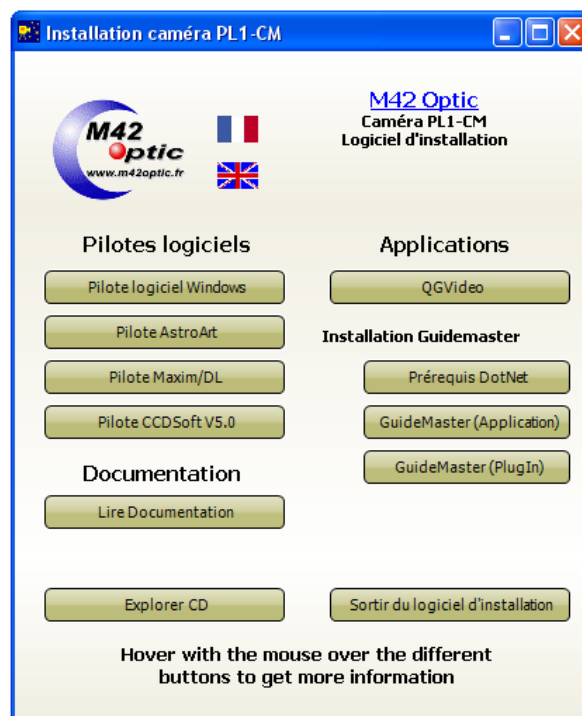 Installation caméra PL1-CM
M42
Optic
www.m42optic.fr
M42 Optic
Caméra PL1-CM
Logiciel d'installation
Pilotes logiciels
Pilote logiciel Windows
Pilote AstroArt
Pilote Maxim/DL
Pilote CCDSoft V5.0
Documentation
Lire Documentation
Applications
QGVideo
Installation Guidemaster
Prérequis DotNet
GuideMaster (Application)
GuideMaster (PlugIn)
Explorer CD
Sortir du logiciel d'installation
Hover with the mouse over the different
buttons to get more information